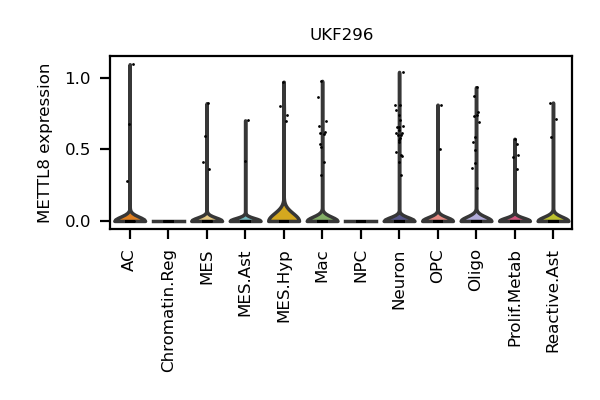 UKF296
METTL8 expression
1.0
0.5
0.0
AC
Chromatin.Reg
MES
MES.Ast
MES.Hyp
Mac
NPC
Neuron
OPC
Oligo
Prolif.Metab
Reactive.Ast